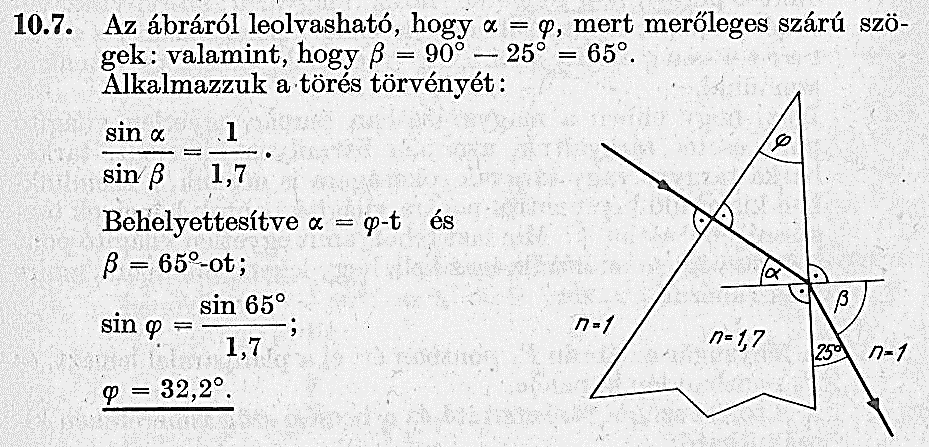 10.7. Az ábráról leolvasható, hogy α = φ, mert merőleges szárú szö-
gek: valamint, hogy β = 90° — 25° = 65°.
Alkalmazzuk a törés törvényét:
sin α / sin β = 1 / 1,7 .
Behelyettesítve α = φ-t és
β = 65°-ot;
sin φ = sin 65° / 1,7 ;
φ = 32,2°.
φ
α
β
n=1
n=1,7
25°
n=1